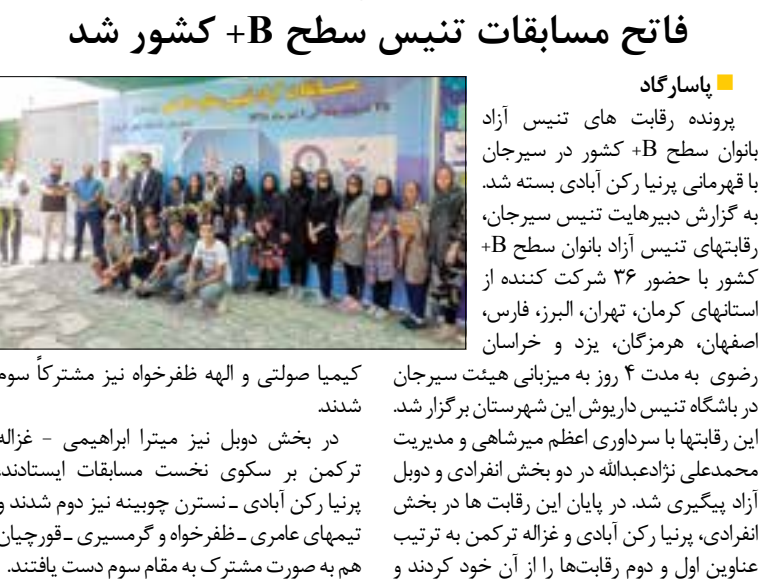 فاتح مسابقات تنیس سطح B+ کشور شد
پاسارگاد
پرونده رقابت های تنیس آزاد
بانوان سطح B+ کشور در سیرجان
با قهرمانی پرنیا رکن آبادی بسته شد.
به گزارش دبیرهایت تنیس سیرجان،
رقابتهای تنیس آزاد بانوان سطح B+
کشور با حضور ۳۶ شرکت کننده از
استانهای کرمان، تهران، البرز، فارس،
اصفهان، هرمزگان، یزد و خراسان
رضوی به مدت ۴ روز به میزبانی هیئت سیرجان
در باشگاه تنیس داریوش این شهرستان برگزار شد.
این رقابتها با سرداوری اعظم میرشاهی و مدیریت
محمدعلی نژادعبدالله در دو بخش انفرادی و دوبل
آزاد پیگیری شد. در پایان این رقابت ها در بخش
انفرادی، پرنیا رکن آبادی و غزاله ترکمن به ترتیب
عناوین اول و دوم رقابت‌ها را از آن خود کردند و
کیمیا صولتی و الهه ظفرخواه نیز مشترکاً سوم
شدند.
در بخش دوبل نیز میترا ابراهیمی - غزاله
ترکمن بر سکوی نخست مسابقات ایستادند.
پرنیا رکن آبادی ـ نسترن چوبینه نیز دوم شدند و
تیمهای عامری ـ ظفرخواه و گرمسیری ـ قورچیان
هم به صورت مشترک به مقام سوم دست یافتند.